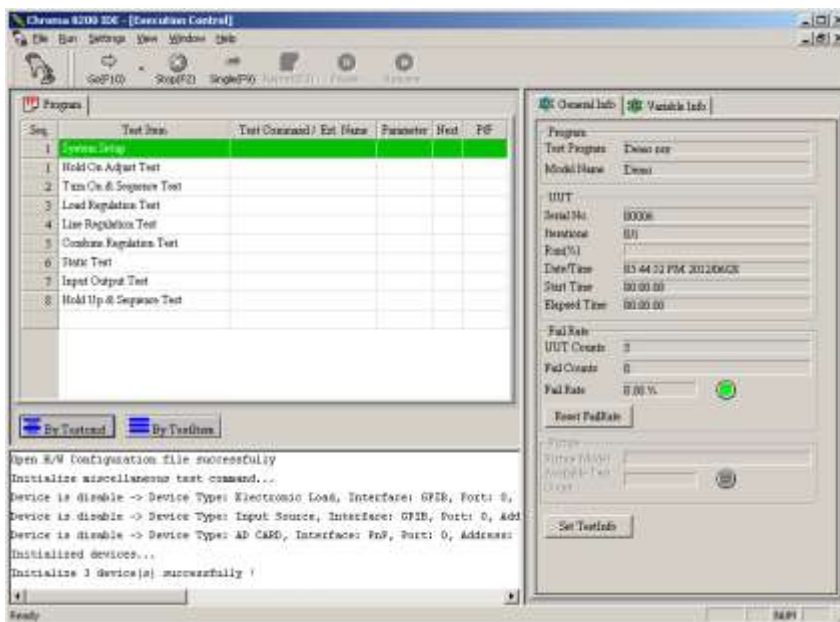 Chroma 8200 IDE - [Execution Control]
File Run Settings View Window Help
Go(F10) Stop(F2) Single(F9)
Program
Seq. Test Item Test Command / Ext. Name Parameter Next P/F
1 System Setup
1 Hold On Adjust Test
2 Turn On & Sequence Test
3 Load Regulation Test
4 Line Regulation Test
5 Combine Regulation Test
6 Static Test
7 Input Output Test
8 Hold Up & Sequence Test
By Testcmd By TestItem
Open H/W Configuration file successfully
Initialize miscellaneous test command...
Device is disable -> Device Type: Electronic Load, Interface: GPIB, Port: 0,
Device is disable -> Device Type: Input Source, Interface: GPIB, Port: 0, Add
Device is disable -> Device Type: AD CARD, Interface: PnP, Port: 0, Address:
Initialized devices...
Initialize 3 device(s) successfully !
General Info Variable Info
Program
Test Program
Model Name Demo
UUT
Serial No. 00006
Iterations 0/1
Run(%)
Date/Time
Start Time 00:00:00
Elapsed Time 00:00:00
Fail Rate
UUT Counts
Fail Counts 0
Fail Rate 0.00 %
Reset FailRate
Fixture
Set TestInfo
Ready NUM